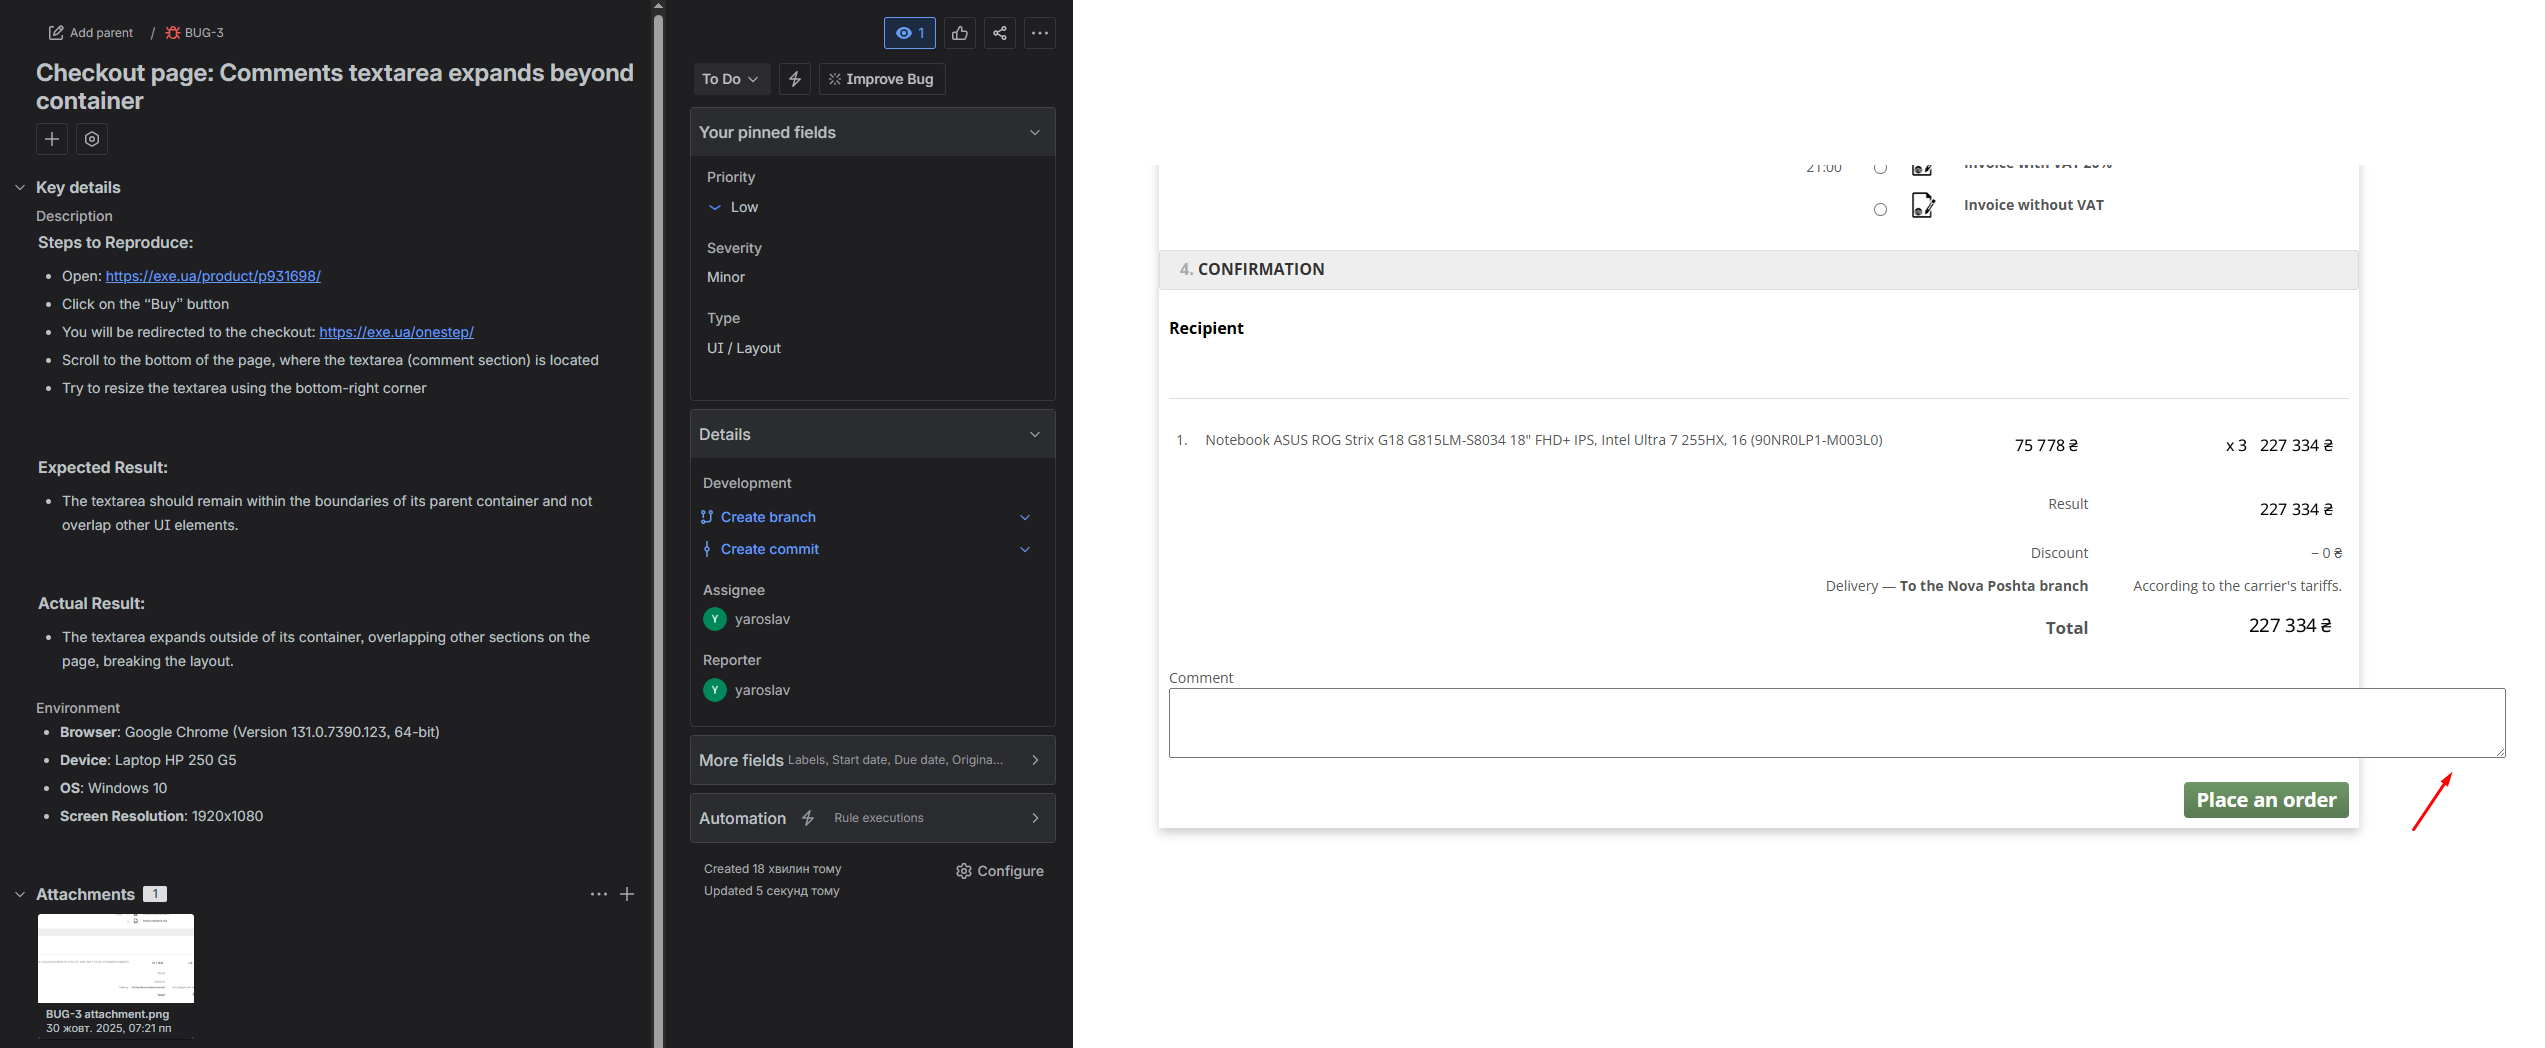 Add parent / BUG-3
Checkout page: Comments textarea expands beyond
container
Key details
Description
Steps to Reproduce:
• Open: https://exe.ua/product/p931698/
• Click on the “Buy” button
• You will be redirected to the checkout: https://exe.ua/onestep/
• Scroll to the bottom of the page, where the textarea (comment section) is located
• Try to resize the textarea using the bottom-right corner
Expected Result:
• The textarea should remain within the boundaries of its parent container and not
overlap other UI elements.
Actual Result:
• The textarea expands outside of its container, overlapping other sections on the
page, breaking the layout.
Environment
• Browser: Google Chrome (Version 131.0.7390.123, 64-bit)
• Device: Laptop HP 250 G5
• OS: Windows 10
• Screen Resolution: 1920x1080
Attachments 1
BUG-3 attachment.png
30 жовт. 2025, 07:21 пп
1
To Do
Improve Bug
Your pinned fields
Priority
Low
Severity
Minor
Type
UI / Layout
Details
Development
Create branch
Create commit
Assignee
Y yaroslav
Reporter
Y yaroslav
More fields Labels, Start date, Due date, Origina...
Automation Rule executions
Created 18 хвилин тому
Updated 5 секунд тому
Configure
21:00
Invoice with VAT 20%
Invoice without VAT
4. CONFIRMATION
Recipient
1. Notebook ASUS ROG Strix G18 G815LM-S8034 18" FHD+ IPS, Intel Ultra 7 255HX, 16 (90NR0LP1-M003L0) 75 778 ₴ x 3 227 334 ₴
Result 227 334 ₴
Discount – 0 ₴
Delivery — To the Nova Poshta branch According to the carrier's tariffs.
Total 227 334 ₴
Comment
Place an order